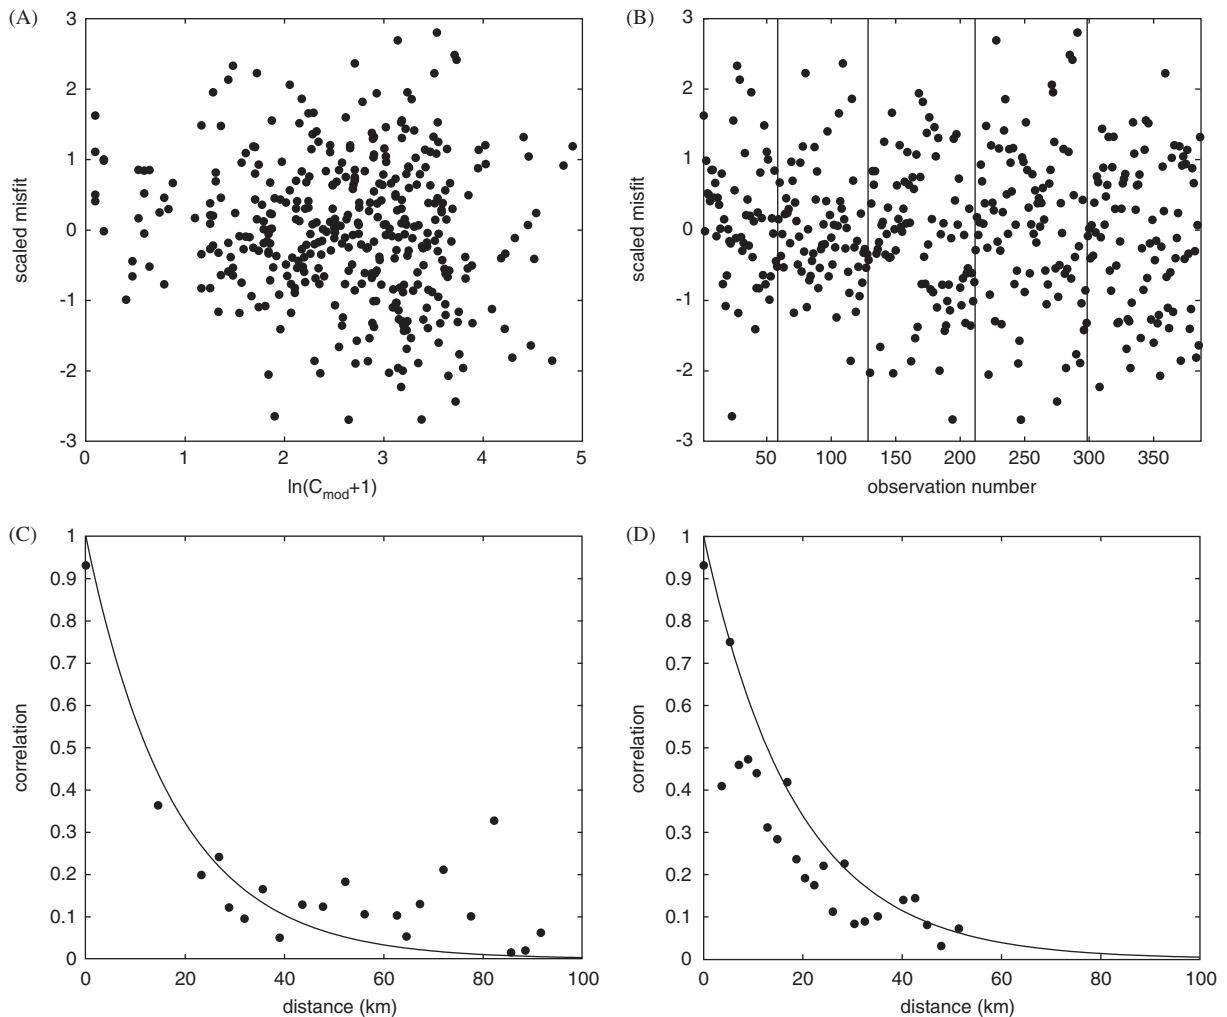 (A)
3
2
1
0
-1
-2
-3
scaled misfit
0 1 2 3 4 5
ln(Cmod+1)
(B)
3
2
1
0
-1
-2
-3
scaled misfit
50 100 150 200 250 300 350
observation number
(C)
1
0.9
0.8
0.7
0.6
0.5
0.4
0.3
0.2
0.1
0
correlation
0 20 40 60 80 100
distance (km)
(D)
1
0.9
0.8
0.7
0.6
0.5
0.4
0.3
0.2
0.1
0
correlation
0 20 40 60 80 100
distance (km)